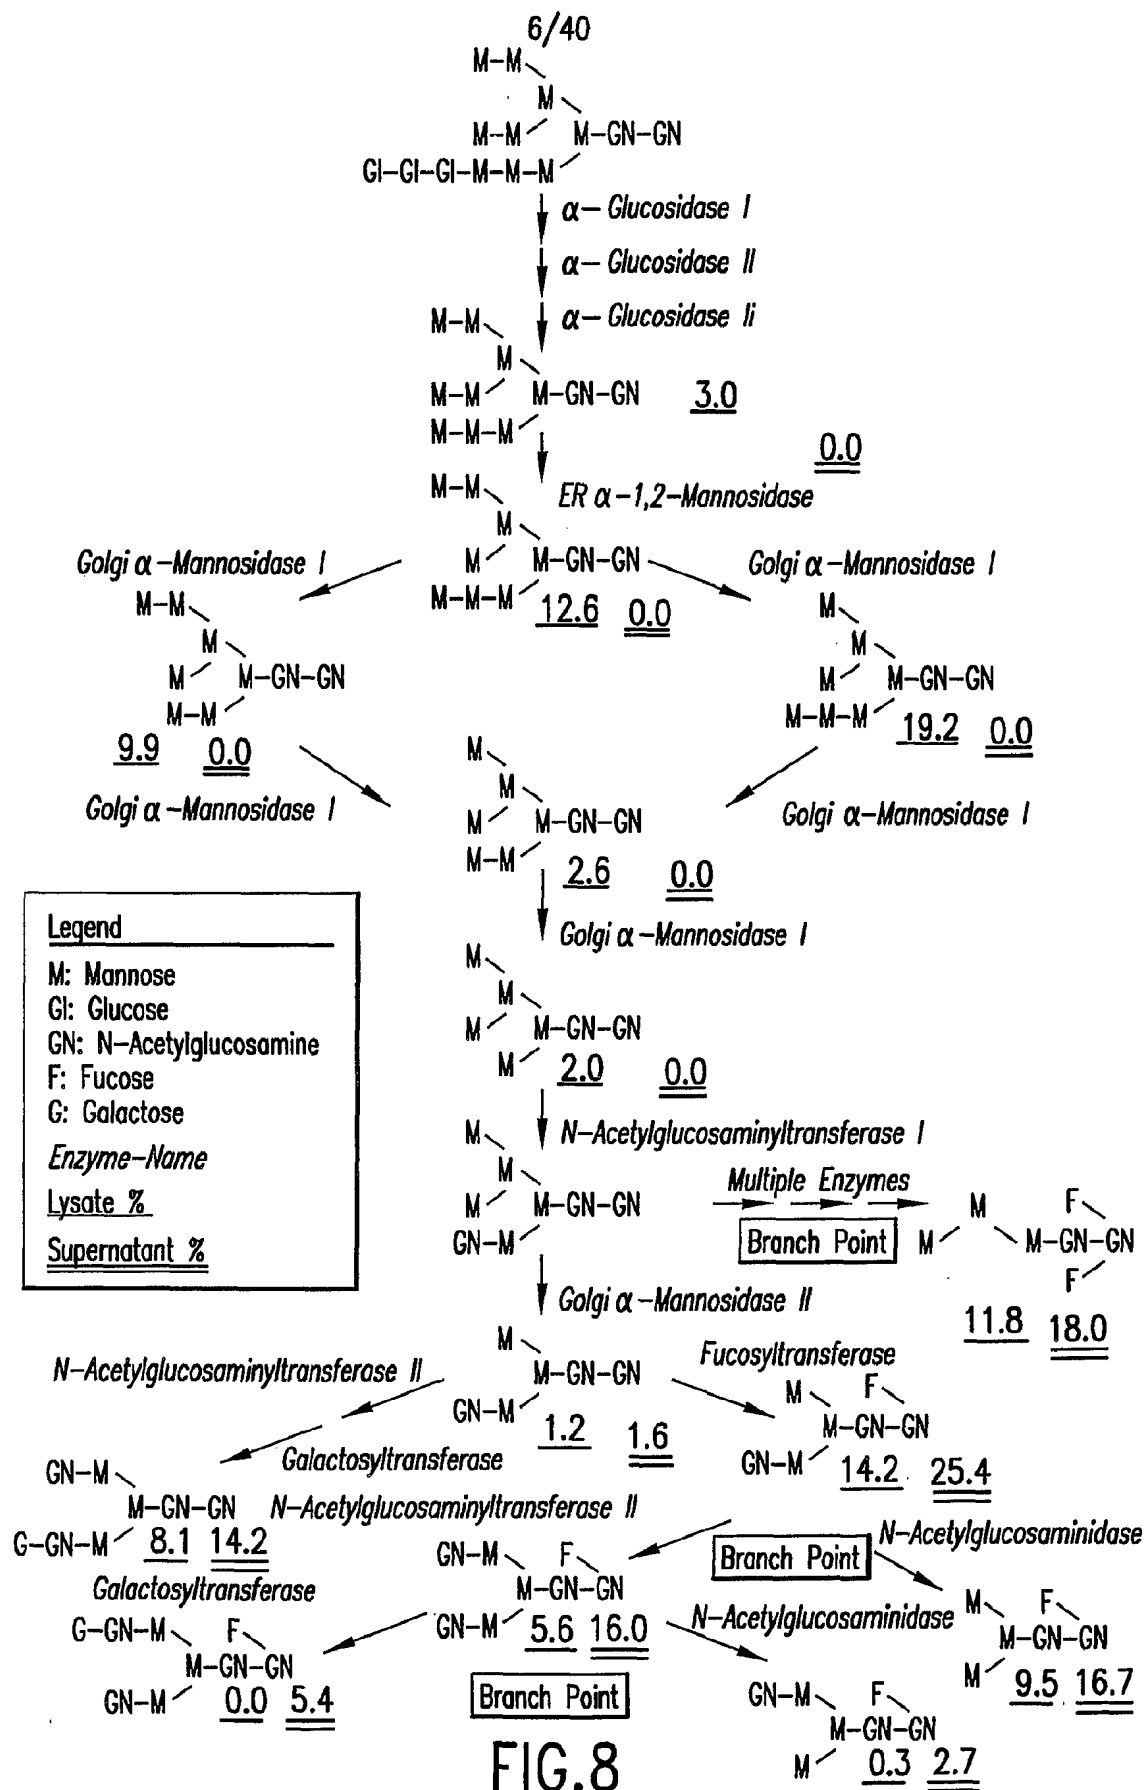 6/40
M-M
M
M-M M-GN-GN
Gl-Gl-Gl-M-M-M
α- Glucosidase I
α- Glucosidase II
α- Glucosidase Ii
M-M
M
M-M M-GN-GN 3.0
M-M-M
0.0
ER α-1,2-Mannosidase
M-M
M
M M-GN-GN
M-M-M
12.6 0.0
Golgi α-Mannosidase I
M-M
M
M M-GN-GN
M-M
9.9 0.0
Golgi α-Mannosidase I
Golgi α-Mannosidase I
M
M
M M-GN-GN
M-M-M
19.2 0.0
Golgi α-Mannosidase I
M
M
M M-GN-GN
M-M
2.6 0.0
Golgi α-Mannosidase I
M
M
M M-GN-GN
M
2.0 0.0
N-Acetylglucosaminyltransferase I
M
M
M M-GN-GN
GN-M
Multiple Enzymes
Branch Point
M F
M M-GN-GN
F
11.8 18.0
Golgi α-Mannosidase II
M
M-GN-GN
GN-M
1.2 1.6
Legend
M: Mannose
Gl: Glucose
GN: N-Acetylglucosamine
F: Fucose
G: Galactose
Enzyme-Name
Lysate %
Supernatant %
N-Acetylglucosaminyltransferase II
Galactosyltransferase
GN-M
M-GN-GN
G-GN-M 8.1 14.2
Fucosyltransferase
M F
M-GN-GN
GN-M 14.2 25.4
N-Acetylglucosaminyltransferase II
Branch Point
N-Acetylglucosaminidase
GN-M F
M-GN-GN
GN-M 5.6 16.0
Branch Point
M F
M-GN-GN
M 9.5 16.7
Galactosyltransferase
G-GN-M F
M-GN-GN
GN-M 0.0 5.4
N-Acetylglucosaminidase
GN-M F
M-GN-GN
M 0.3 2.7
FIG.8